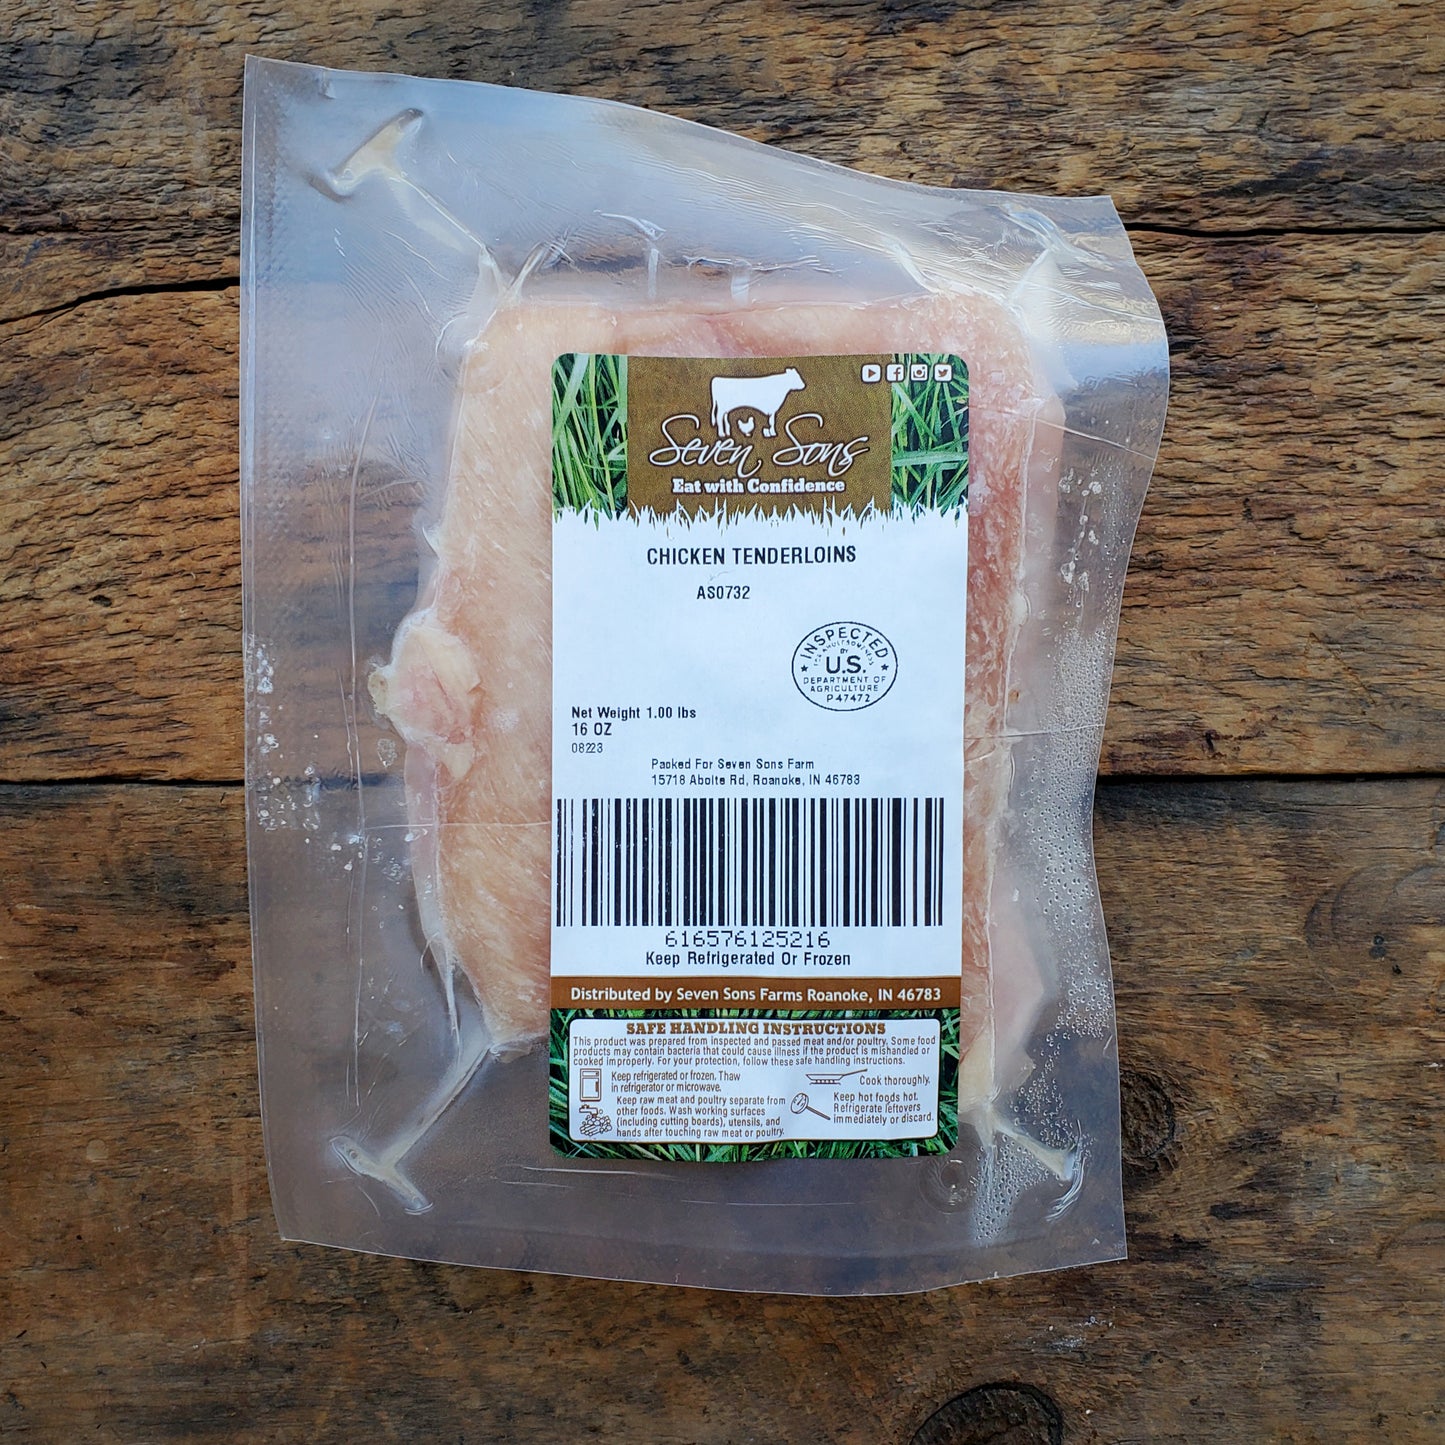 Seven Sons
Eat with Confidence
CHICKEN TENDERLOINS
AS0732
INSPECTED
FOR WHOLESOMENESS
BY
U.S.
DEPARTMENT OF
AGRICULTURE
P-47472
Net Weight 1.00 lbs
16 OZ
08223
Packed For Seven Sons Farm
15718 Aboite Rd, Roanoke, IN 46783
616576125216
Keep Refrigerated Or Frozen
Distributed by Seven Sons Farms Roanoke, IN 46783
SAFE HANDLING INSTRUCTIONS
This product was prepared from inspected and passed meat and/or poultry. Some food
products may contain bacteria that could cause illness if the product is mishandled or
cooked improperly. For your protection, follow these safe handling instructions.
Keep refrigerated or frozen. Thaw
in refrigerator or microwave.
Keep raw meat and poultry separate from
other foods. Wash working surfaces
(including cutting boards), utensils, and
hands after touching raw meat or poultry.
Cook thoroughly.
Keep hot foods hot.
Refrigerate leftovers
immediately or discard.